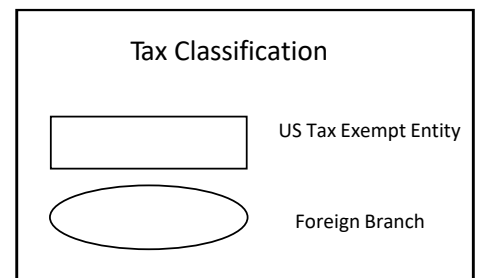 Tax Classification
US Tax Exempt Entity
Foreign Branch